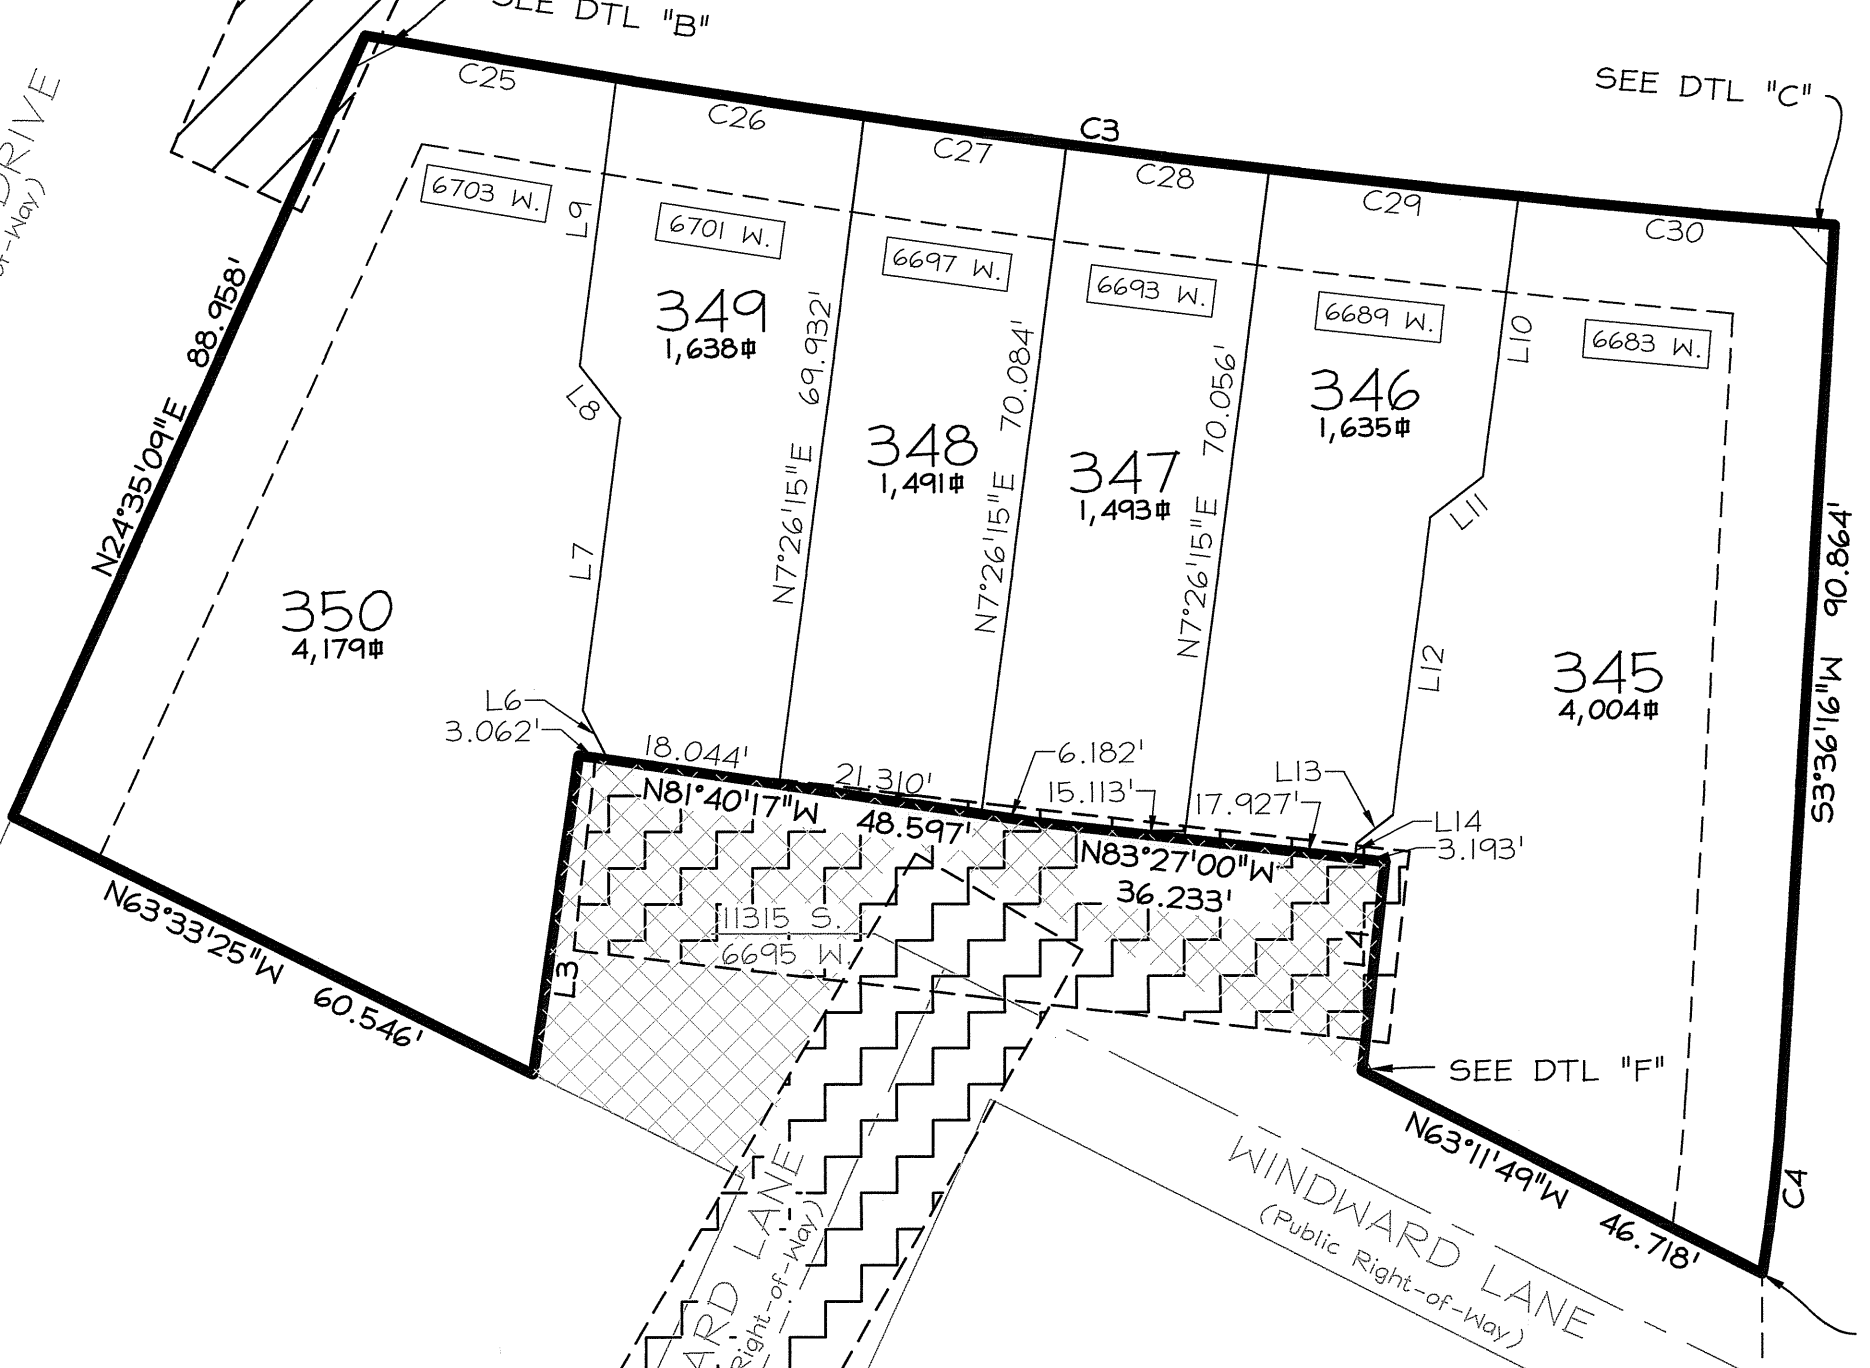 SEE DTL "B"
SEE DTL "C"
DRIVE
of-Way)
C25
C26
C27
C3
C28
C29
C30
6703 W.
6701 W.
6697 W.
6693 W.
6689 W.
6683 W.
L9
L8
L7
L6
3.062'
N24°35'09"E 88.958'
350
4,179⌗
349
1,638⌗
N7°26'15"E 69.932'
348
1,491⌗
N7°26'15"E 70.084'
347
1,493⌗
N7°26'15"E 70.056'
346
1,635⌗
L10
L11
L12
345
4,004⌗
S3°36'16"W 90.864'
18.044'
21.310'
6.182'
15.113'
17.927'
L13
L14
3.193'
N81°40'17"W
48.597'
N83°27'00"W
36.233'
11315 S.
6695 W.
L3
L4
N63°33'25"W 60.546'
SEE DTL "F"
N63°11'49"W 46.718'
C4
WINDWARD LANE
(Public Right-of-Way)
ARD LANE
Right-of-Way)